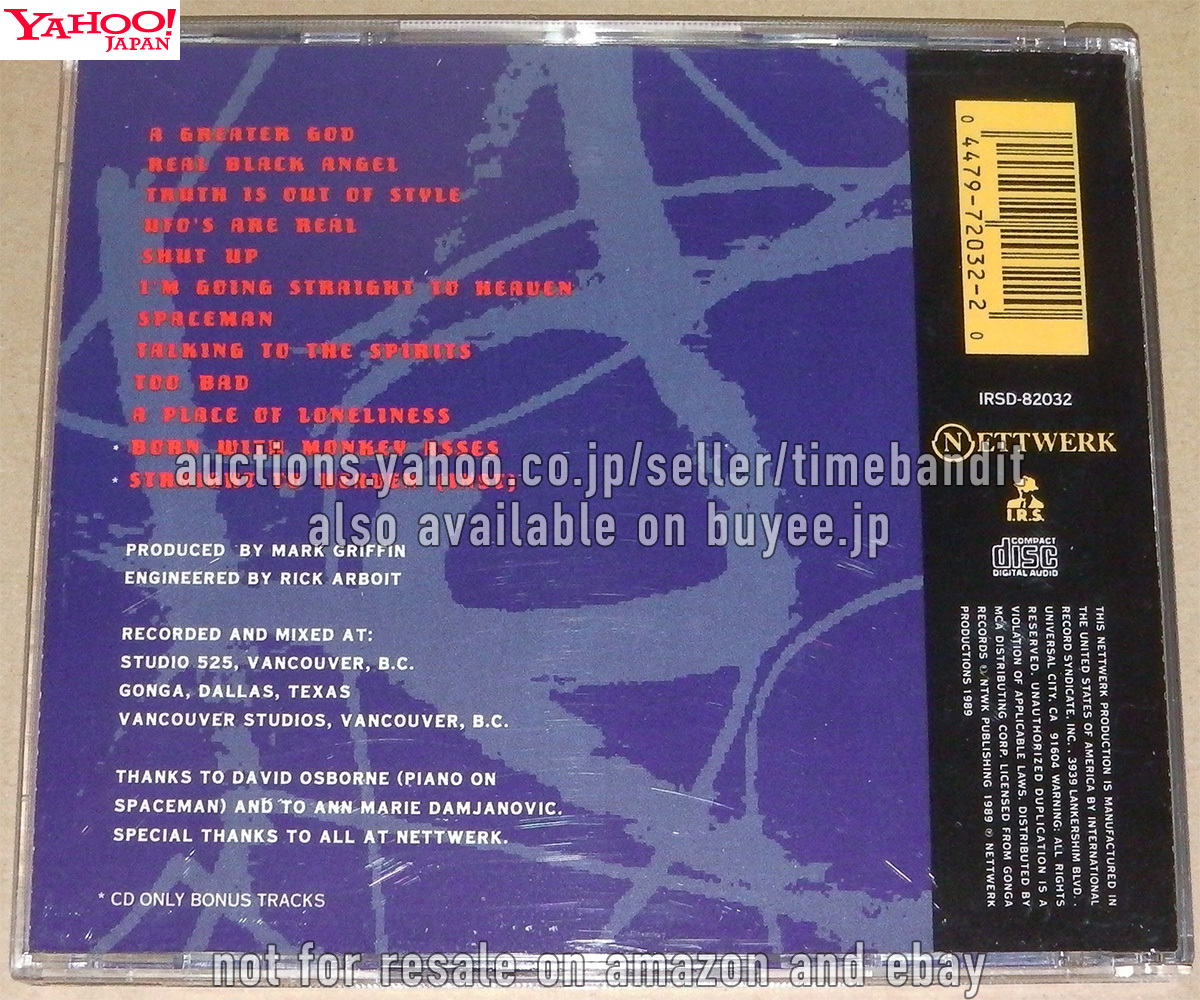 YAHOO!
JAPAN
A GREATER GOD
REAL BLACK ANGEL
TRUTH IS OUT OF STYLE
UFO'S ARE REAL
SHUT UP
I'M GOING STRAIGHT TO HEAVEN
SPACEMAN
TALKING TO THE SPIRITS
TOO BAD
A PLACE OF LONELINESS
* BORN WITH MONKEY ASSES
* STRAIGHT TO HEAVEN (LAST)
auctions.yahoo.co.jp/seller/timebandit
also available on buyee.jp
PRODUCED BY MARK GRIFFIN
ENGINEERED BY RICK ARBOIT
RECORDED AND MIXED AT:
STUDIO 525, VANCOUVER, B.C.
GONGA, DALLAS, TEXAS
VANCOUVER STUDIOS, VANCOUVER, B.C.
THANKS TO DAVID OSBORNE (PIANO ON
SPACEMAN) AND TO ANN MARIE DAMJANOVIC.
SPECIAL THANKS TO ALL AT NETTWERK.
* CD ONLY BONUS TRACKS
0 4479-72032-2 0
IRSD-82032
NETTWERK
I.R.S.
COMPACT
disc
DIGITAL AUDIO
THIS NETTWERK PRODUCTION IS MANUFACTURED IN
THE UNITED STATES OF AMERICA BY INTERNATIONAL
RECORD SYNDICATE, INC., 3939 LANKERSHIM BLVD.,
UNIVERSAL CITY, CA 91604 WARNING: ALL RIGHTS
RESERVED. UNAUTHORIZED DUPLICATION IS A
VIOLATION OF APPLICABLE LAWS. DISTRIBUTED BY
MCA DISTRIBUTING CORP. LICENSED FROM GONGA
RECORDS © NTWK PUBLISHING 1989 ℗ NETTWERK
PRODUCTIONS 1989
not for resale on amazon and ebay